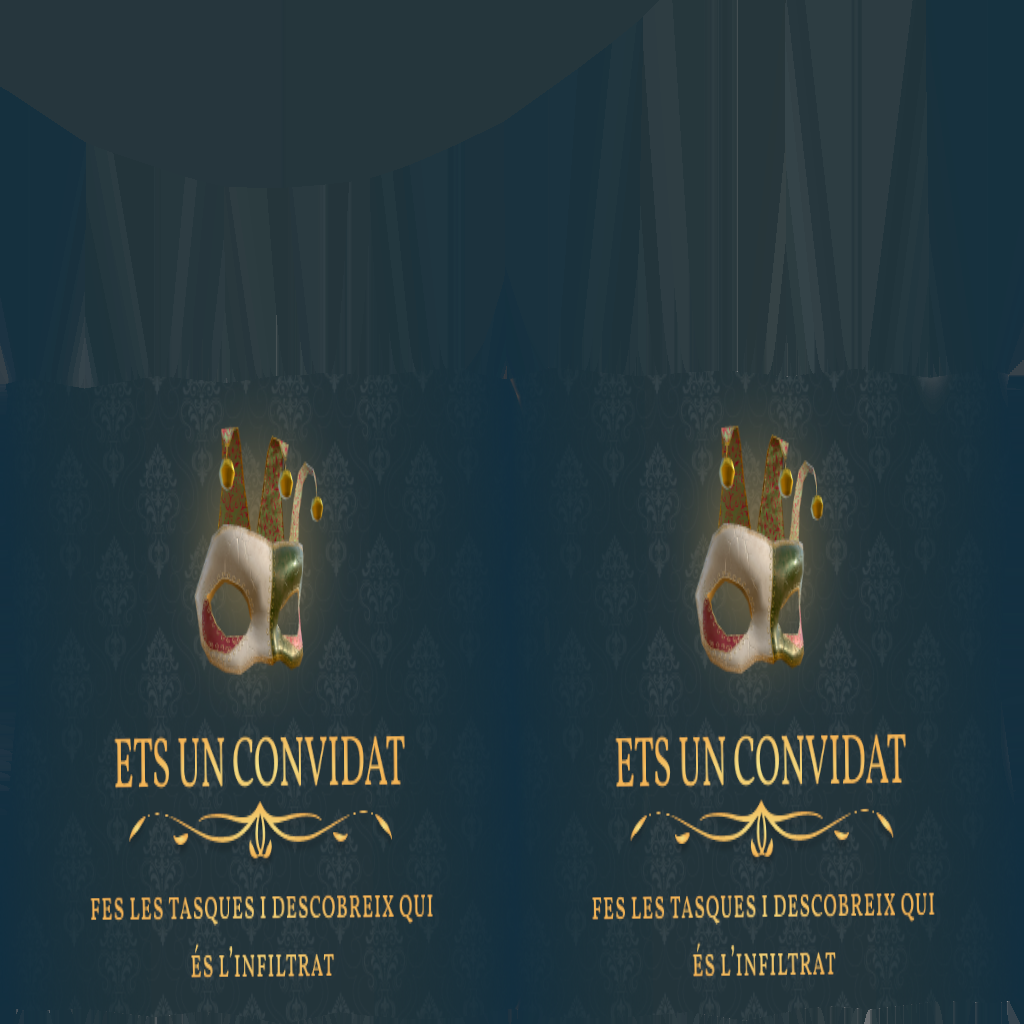 ETS UN CONVIDAT
FES LES TASQUES I DESCOBREIX QUI
ÉS L'INFILTRAT
ETS UN CONVIDAT
FES LES TASQUES I DESCOBREIX QUI
ÉS L'INFILTRAT